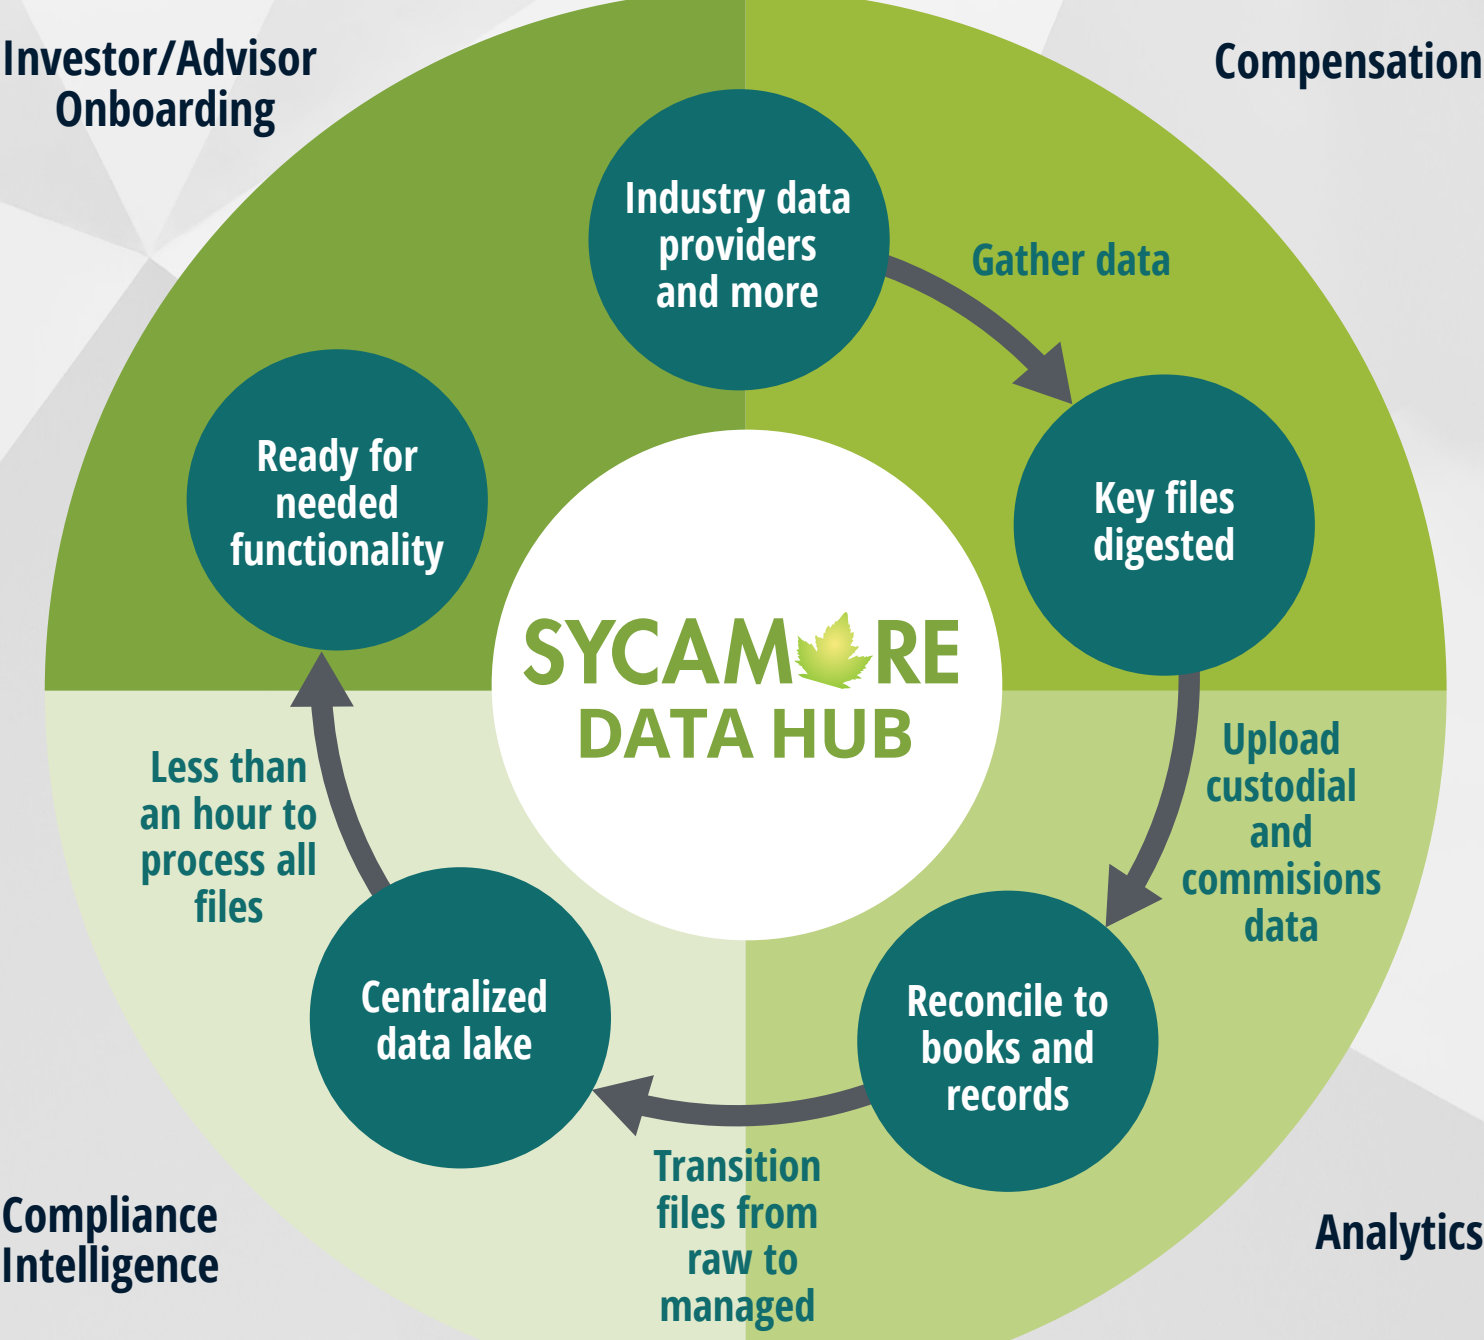 Investor/Advisor
Onboarding
Compensation
Industry data
providers
and more
Gather data
Key files
digested
Upload
custodial
and
commisions
data
Reconcile to
books and
records
Transition
files from
raw to
managed
Centralized
data lake
Less than
an hour to
process all
files
Ready for
needed
functionality
SYCAMORE
DATA HUB
Compliance
Intelligence
Analytics